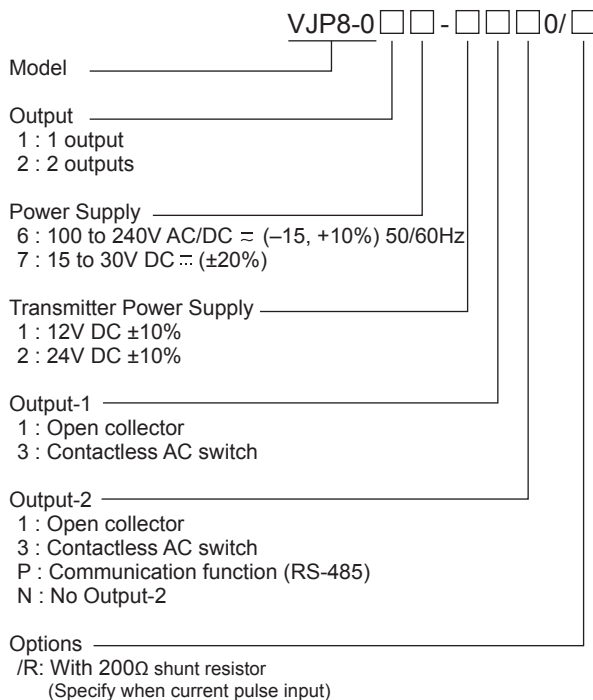 VJP8-0□□-□□□0/□
Model
Output
1 : 1 output
2 : 2 outputs
Power Supply
6 : 100 to 240V AC/DC ⎓ (–15, +10%) 50/60Hz
7 : 15 to 30V DC ⎓ (±20%)
Transmitter Power Supply
1 : 12V DC ±10%
2 : 24V DC ±10%
Output-1
1 : Open collector
3 : Contactless AC switch
Output-2
1 : Open collector
3 : Contactless AC switch
P : Communication function (RS-485)
N : No Output-2
Options
/R: With 200Ω shunt resistor
(Specify when current pulse input)